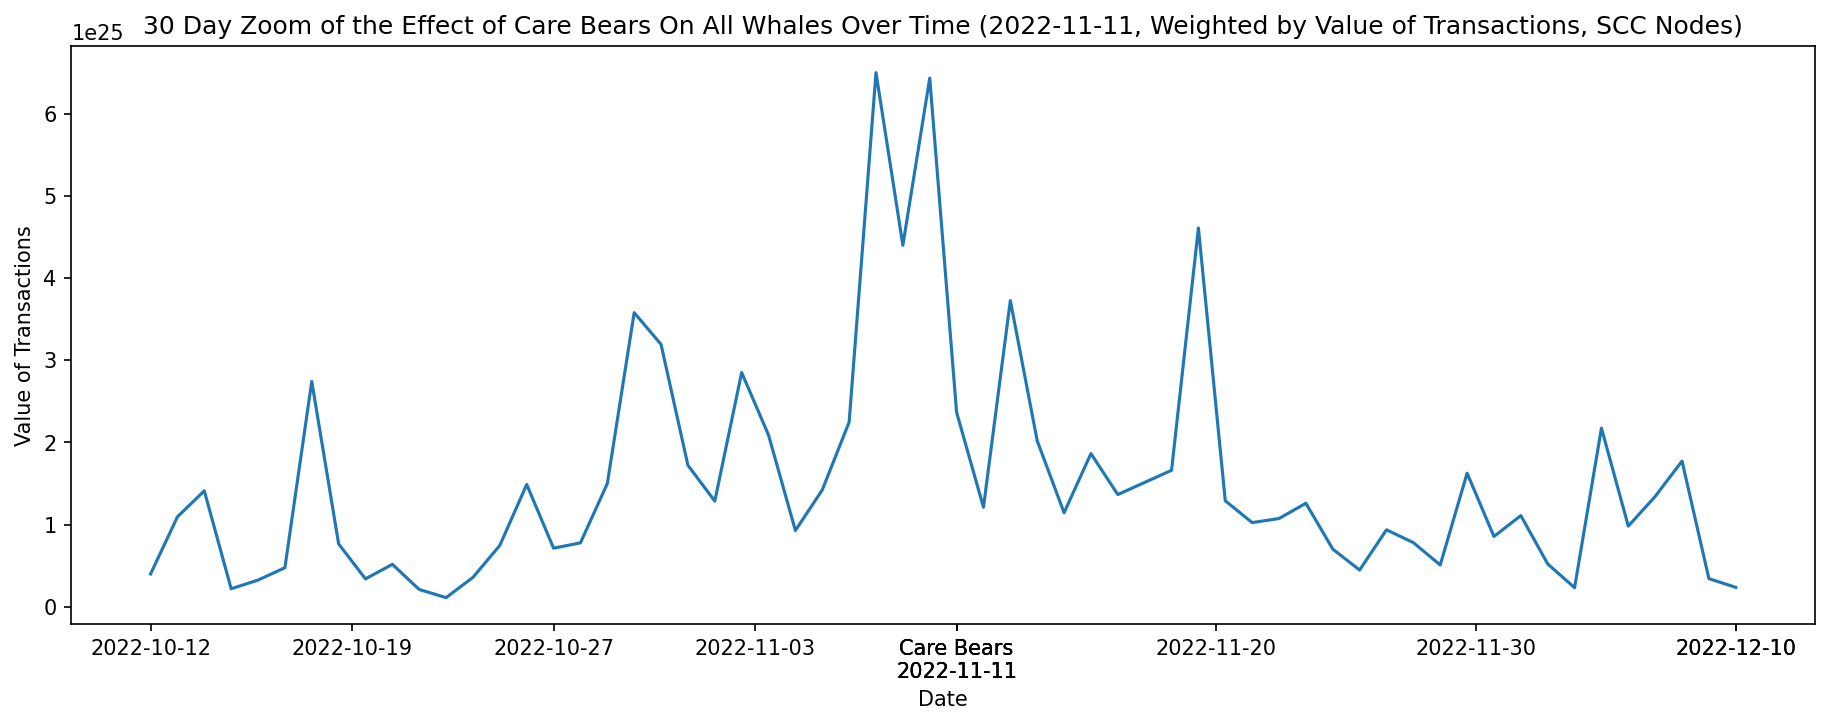 30 Day Zoom of the Effect of Care Bears On All Whales Over Time (2022-11-11, Weighted by Value of Transactions, SCC Nodes)
1e25
6
5
4
3
2
1
0
Value of Transactions
2022-10-12 2022-10-19 2022-10-27 2022-11-03 Care Bears 2022-11-20 2022-11-30 2022-12-10
2022-11-11
Date